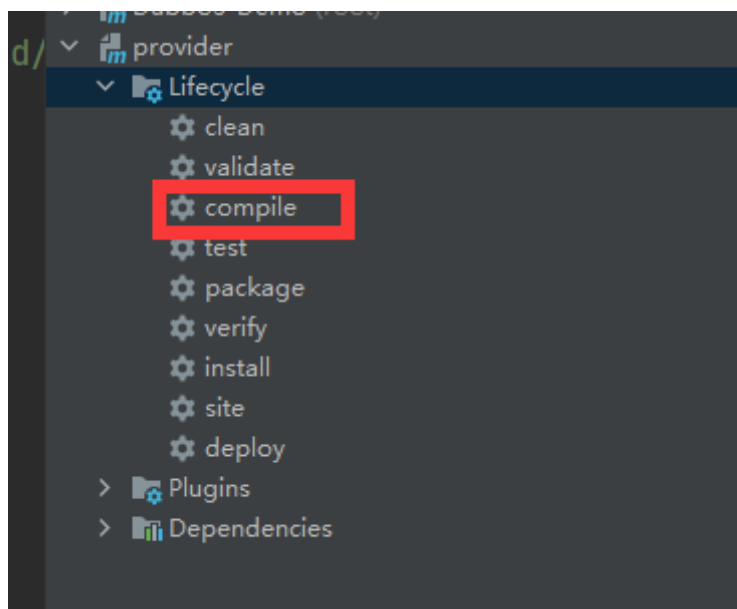 d/
provider
Lifecycle
clean
validate
compile
test
package
verify
install
site
deploy
Plugins
Dependencies